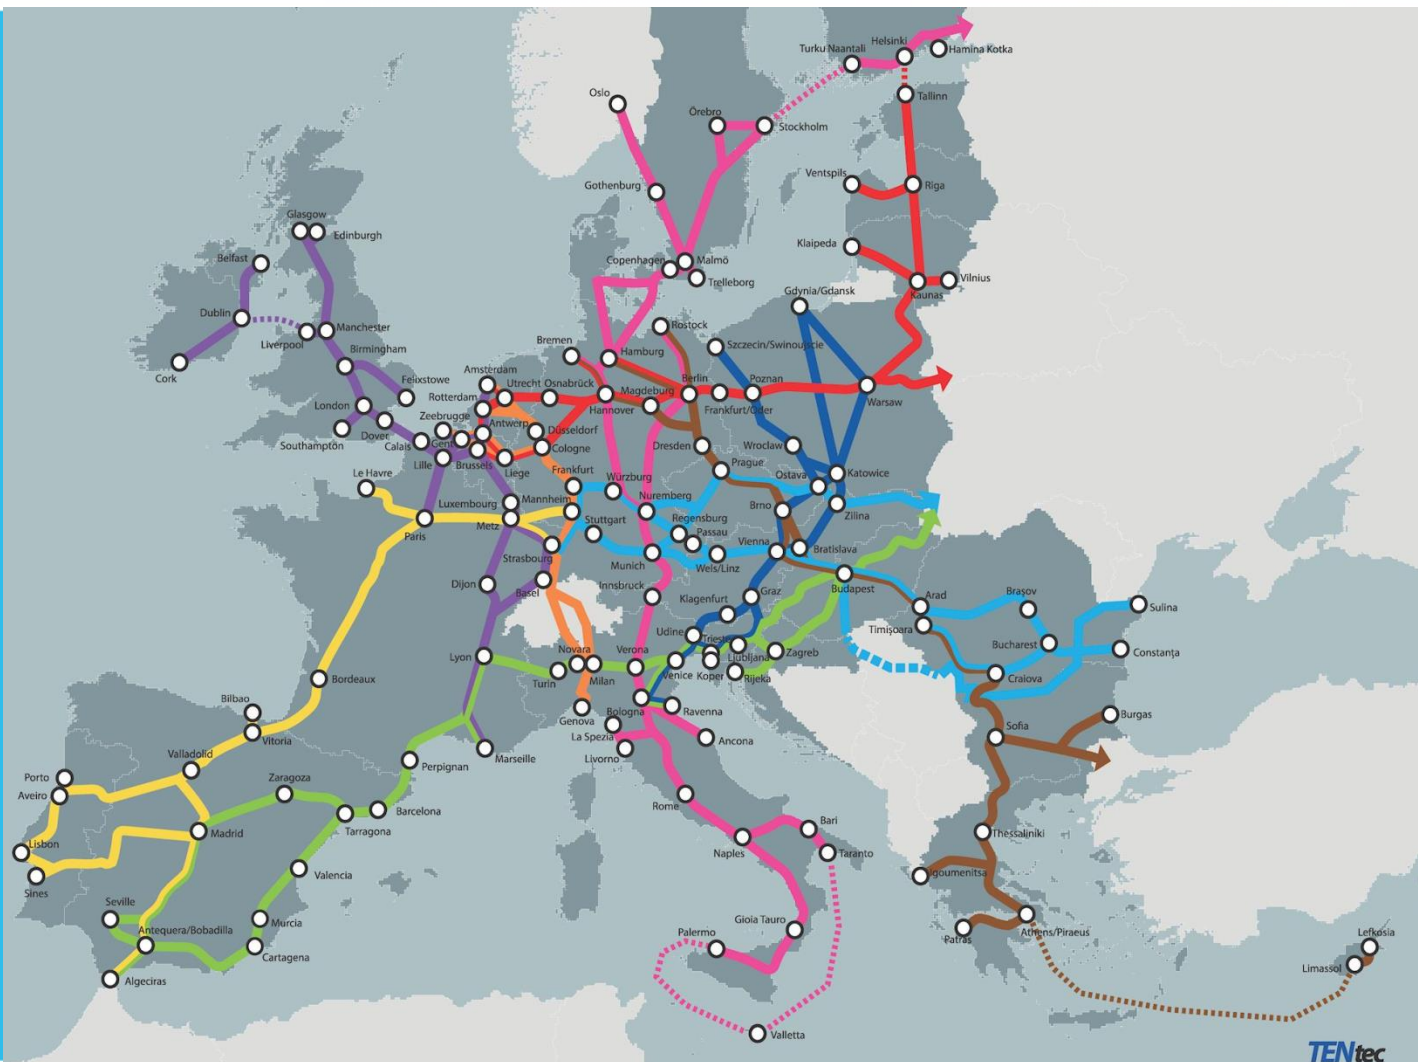 Helsinki
Turku Naantali
Hamina Kotka
Oslo
Tallinn
Örebro
Stockholm
Ventspils
Riga
Gothenburg
Glasgow
Edinburgh
Klaipeda
Belfast
Copenhagen
Malmö
Trelleborg
Vilnius
Kaunas
Gdynia/Gdansk
Dublin
Rostock
Liverpool
Manchester
Bremen
Szczecin/Swinoujscie
Birmingham
Hamburg
Cork
Amsterdam
Felixstowe
Utrecht
Osnabrück
Magdeburg
Berlin
Poznan
Rotterdam
Warsaw
London
Hannover
Frankfurt/Oder
Zeebrugge
Southampton
Dover
Antwerp
Düsseldorf
Calais
Gent
Cologne
Dresden
Wrocław
Lille
Brussels
Liege
Prague
Le Havre
Frankfurt
Würzburg
Ostava
Katowice
Luxembourg
Mannheim
Nuremberg
Brno
Zilina
Metz
Stuttgart
Regensburg
Paris
Passau
Strasbourg
Vienna
Bratislava
Munich
Wels/Linz
Dijon
Basel
Innsbruck
Klagenfurt
Graz
Budapest
Arad
Braşov
Sulina
Timişoara
Udine
Trieste
Bucharest
Constanţa
Lyon
Novara
Verona
Ljubljana
Zagreb
Turin
Milan
Venice
Koper
Rijeka
Craiova
Bordeaux
Bilbao
Genova
Bologna
Ravenna
Burgas
La Spezia
Sofia
Vitoria
Ancona
Livorno
Marseille
Valladolid
Perpignan
Porto
Zaragoza
Aveiro
Rome
Barcelona
Tarragona
Bari
Madrid
Thessaliniki
Naples
Lisbon
Taranto
Valencia
Igoumenitsa
Sines
Seville
Murcia
Gioia Tauro
Antequera/Bobadilla
Palermo
Athens/Piraeus
Patras
Lefkosia
Cartagena
Limassol
Algeciras
Valletta
TENtec